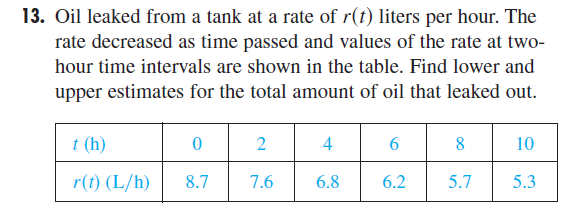 13. Oil leaked from a tank at a rate of r(t) liters per hour. The
rate decreased as time passed and values of the rate at two-
hour time intervals are shown in the table. Find lower and
upper estimates for the total amount of oil that leaked out.
t (h) 0 2 4 6 8 10
r(t) (L/h) 8.7 7.6 6.8 6.2 5.7 5.3